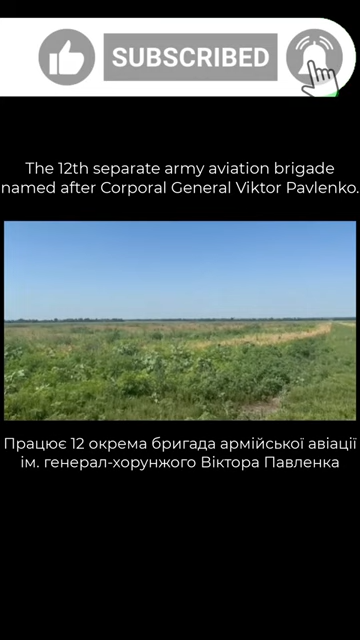 SUBSCRIBED
The 12th separate army aviation brigade
named after Corporal General Viktor Pavlenko.
Працює 12 окрема бригада армійської авіації
ім. генерал-хорунжого Віктора Павленка